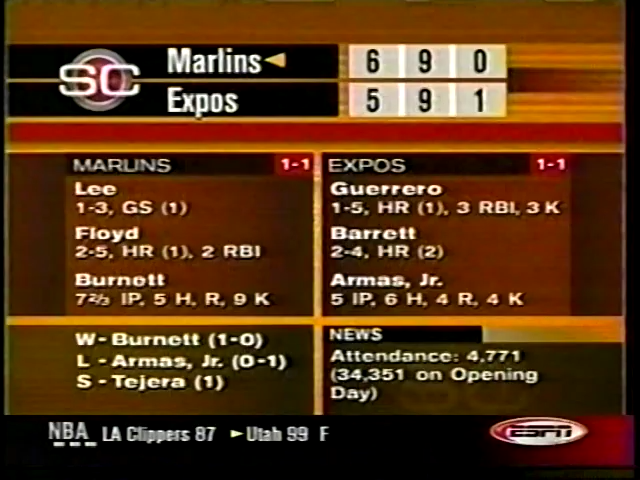 SC
Marlins 6 9 0
Expos 5 9 1
MARLINS 1-1
Lee
1-3, GS (1)
Floyd
2-5, HR (1), 2 RBI
Burnett
7 2/3 IP, 5 H, R, 9 K
EXPOS 1-1
Guerrero
1-5, HR (1), 3 RBI, 3 K
Barrett
2-4, HR (2)
Armas, Jr.
5 IP, 6 H, 4 R, 4 K
W - Burnett (1-0)
L - Armas, Jr. (0-1)
S - Tejera (1)
NEWS
Attendance: 4,771
(34,351 on Opening
Day)
NBA LA Clippers 87 ►Utah 99 F
ESPN